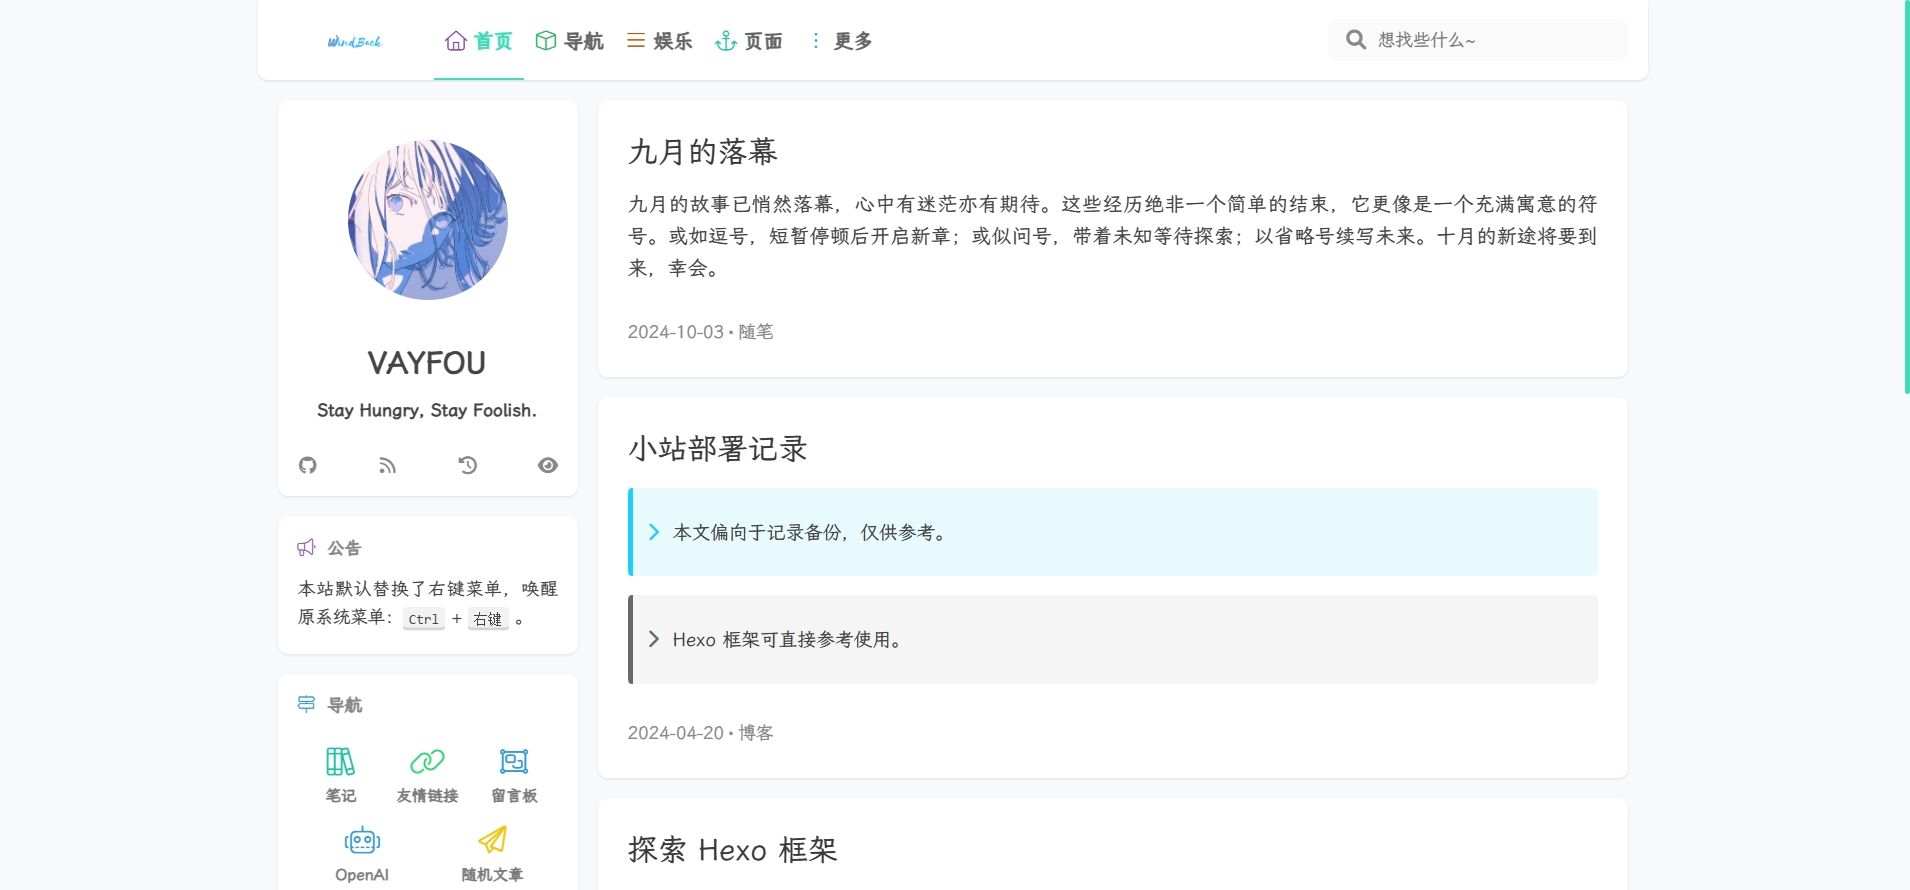 WindBack
首页
导航
娱乐
页面
更多
想找些什么~
VAYFOU
Stay Hungry, Stay Foolish.
公告
本站默认替换了右键菜单，唤醒
原系统菜单： Ctrl + 右键 。
导航
笔记
友情链接
留言板
OpenAI
随机文章
九月的落幕
九月的故事已悄然落幕，心中有迷茫亦有期待。这些经历绝非一个简单的结束，它更像是一个充满寓意的符
号。或如逗号，短暂停顿后开启新章；或似问号，带着未知等待探索；以省略号续写未来。十月的新途将要到
来，幸会。
2024-10-03 • 随笔
小站部署记录
本文偏向于记录备份，仅供参考。
Hexo 框架可直接参考使用。
2024-04-20 • 博客
探索 Hexo 框架